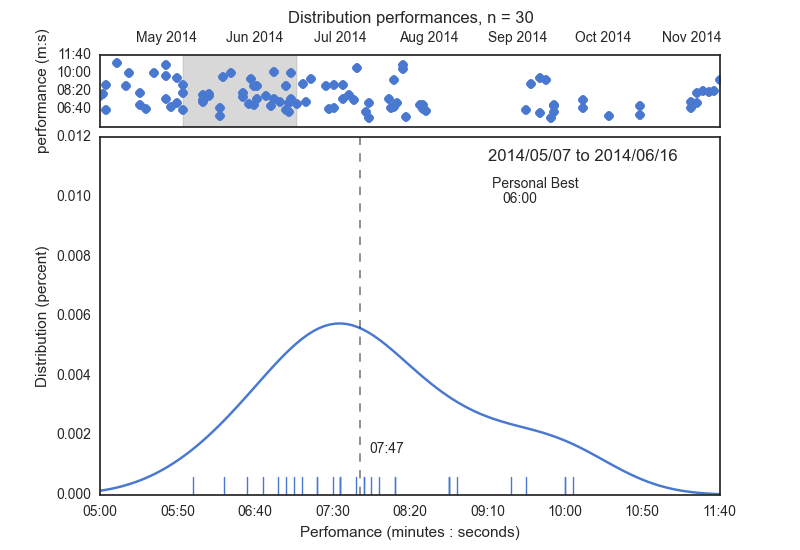 Distribution performances, n = 30
May 2014 Jun 2014 Jul 2014 Aug 2014 Sep 2014 Oct 2014 Nov 2014
performance (m:s)
11:40
10:00
08:20
06:40
Distribution (percent)
0.012
0.010
0.008
0.006
0.004
0.002
0.000
2014/05/07 to 2014/06/16
Personal Best
06:00
07:47
05:00 05:50 06:40 07:30 08:20 09:10 10:00 10:50 11:40
Perfomance (minutes : seconds)